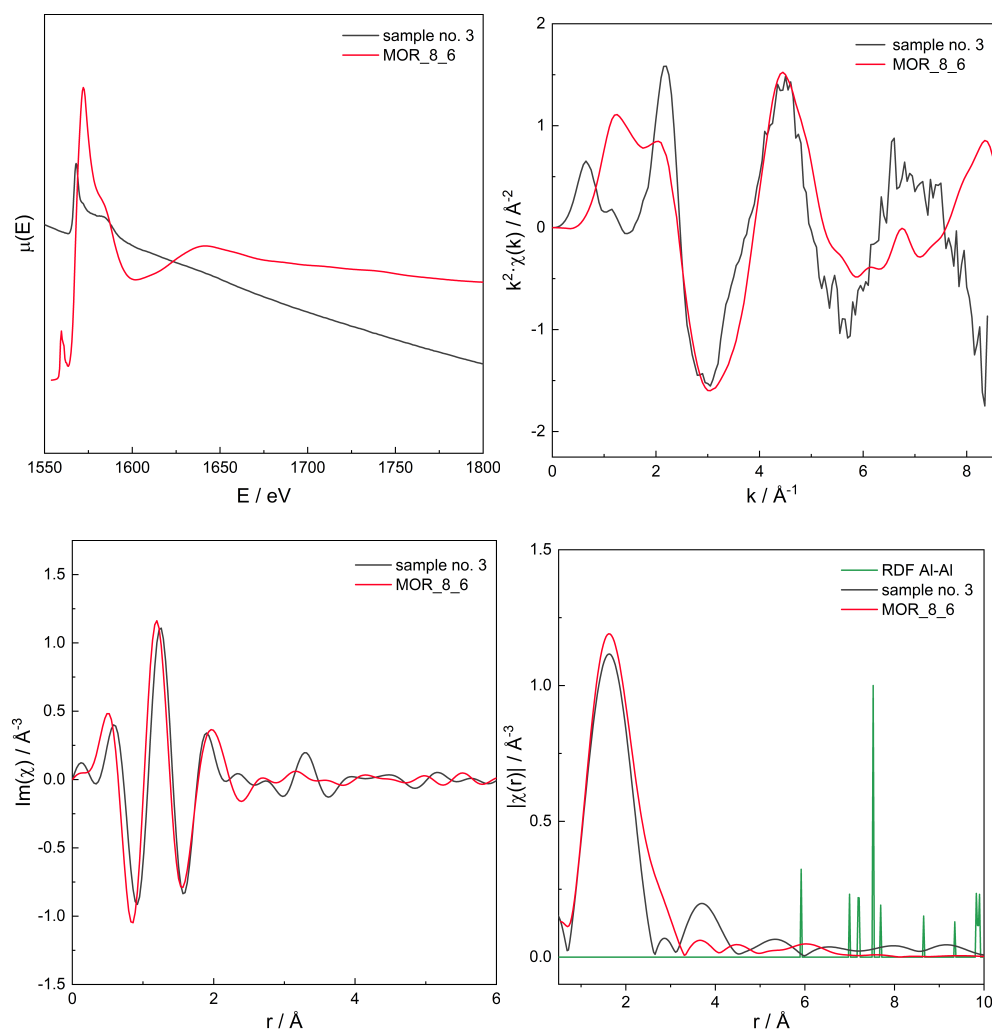 sample no. 3
MOR_8_6
μ(E)
1550
1600
1650
1700
1750
1800
E / eV
sample no. 3
MOR_8_6
k²·χ(k) / Å⁻²
2
1
0
-1
-2
0
2
4
6
8
k / Å⁻¹
sample no. 3
MOR_8_6
Im(χ) / Å⁻³
1.5
1.0
0.5
0.0
-0.5
-1.0
-1.5
0
2
4
6
r / Å
RDF Al-Al
sample no. 3
MOR_8_6
|χ(r)| / Å⁻³
1.5
1.0
0.5
0.0
2
4
6
8
10
r / Å